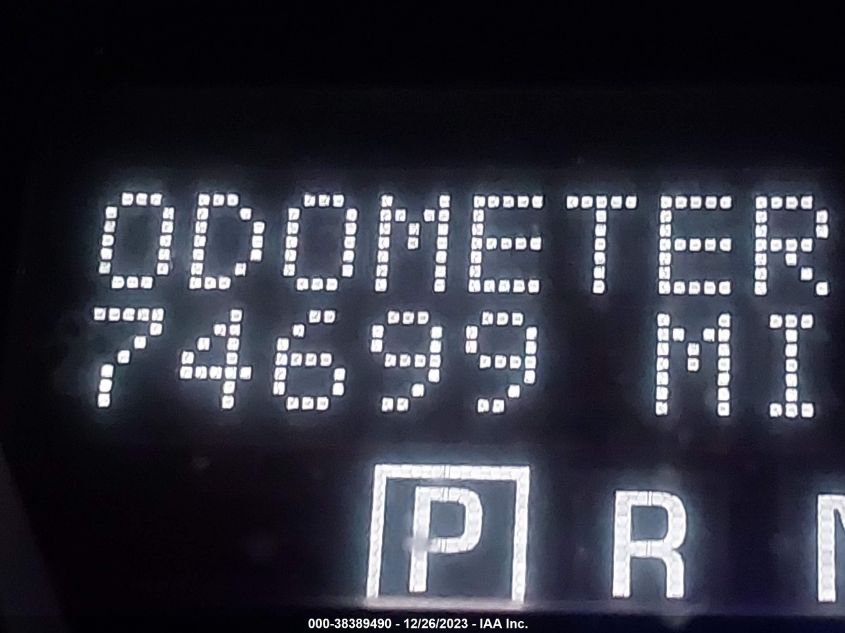 ODOMETER
74699 MI
P R N
000-38389490 - 12/26/2023 - IAA Inc.